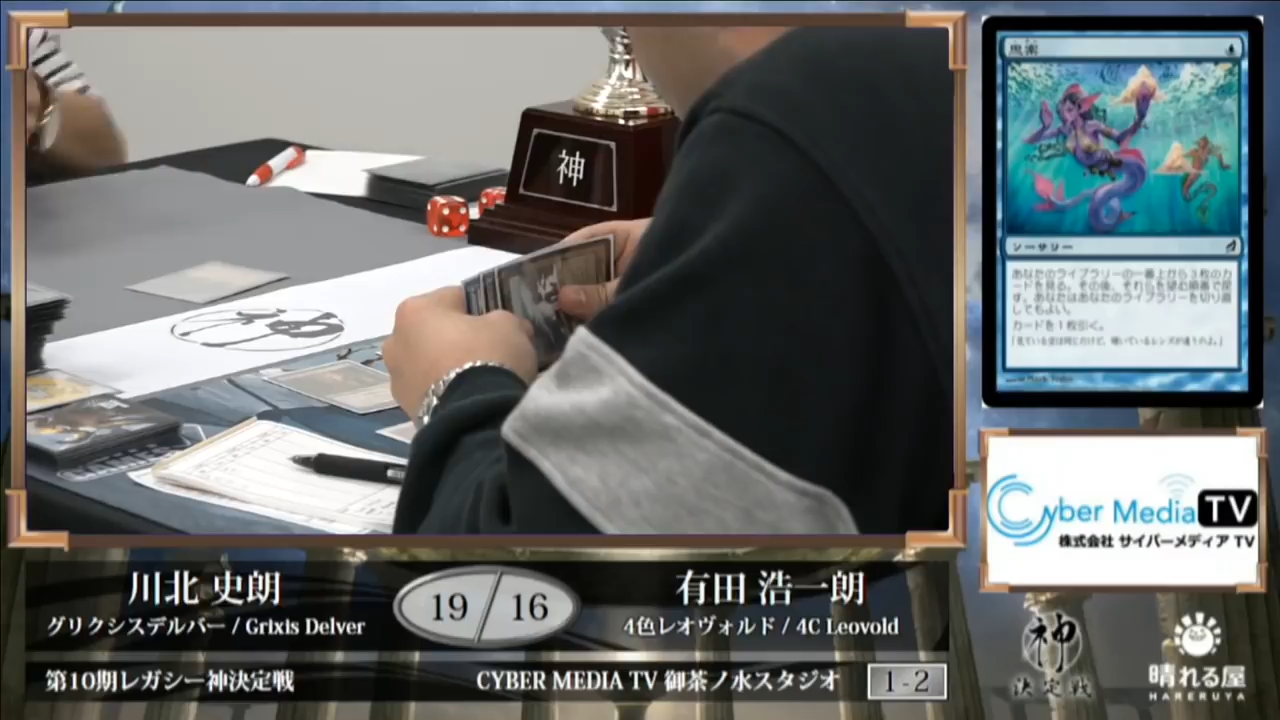 神
神
思案
ソーサリー
あなたのライブラリーの一番上から3枚のカ
ードを見る。その後、それらを望む順番で戻
す。あなたはあなたのライブラリーを切り直
してもよい。
カードを1枚引く。
Cyber Media TV
株式会社 サイバーメディア TV
川北 史朗
19 / 16
有田 浩一朗
グリクシスデルバー / Grixis Delver
4色レオヴォルド / 4C Leovold
第10期レガシー神決定戦
CYBER MEDIA TV 御茶ノ水スタジオ
1-2
神
決定戦
晴れる屋
HARERUYA